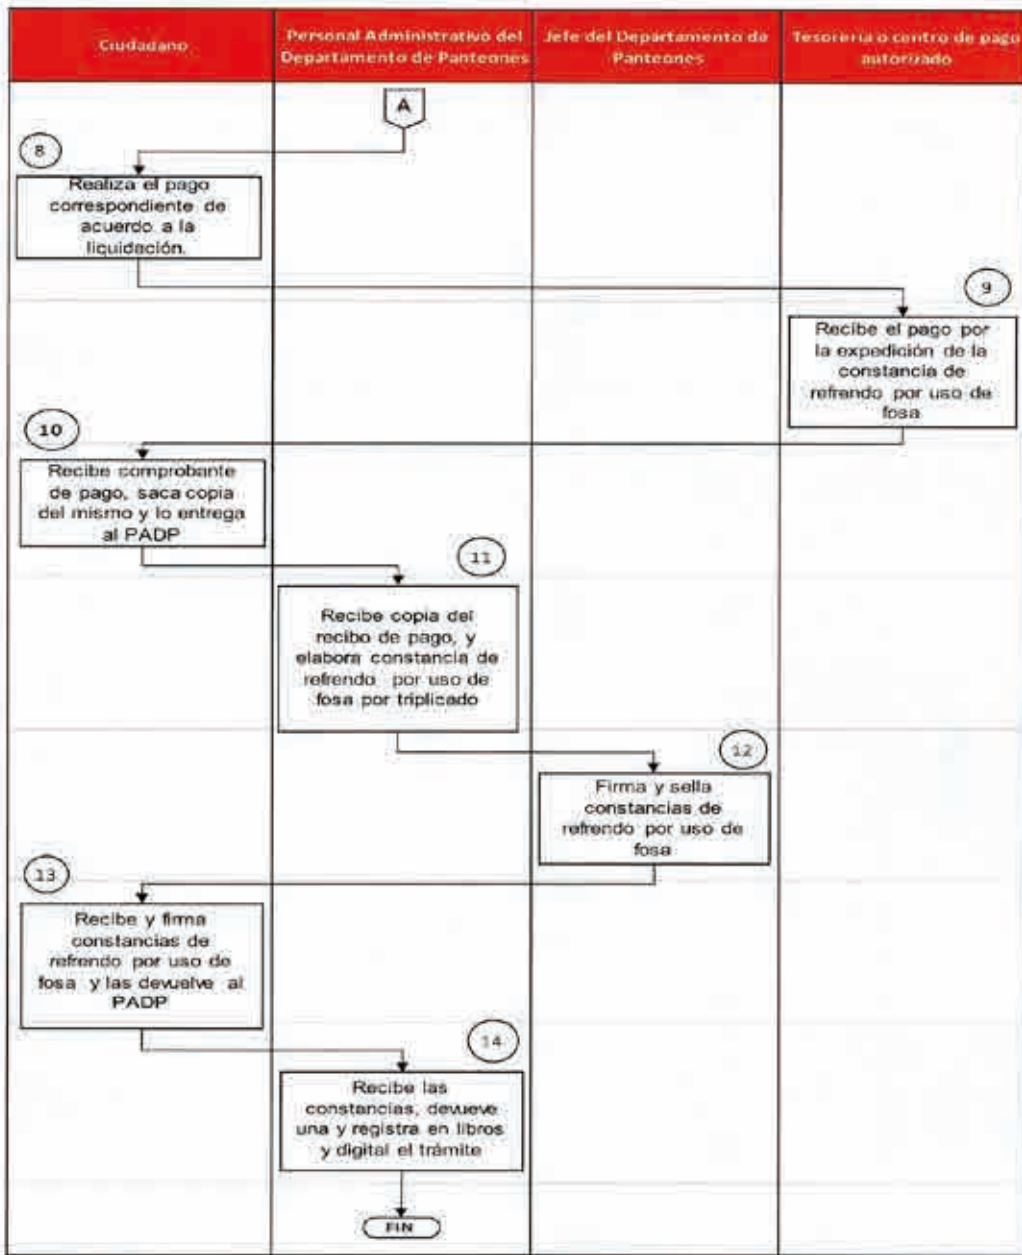 Ciudadano
Personal Administrativo del
Departamento de Panteones
Jefe del Departamento de
Panteones
Tesorería o centro de pago
autorizado
A
8
Realiza el pago
correspondiente de
acuerdo a la
liquidación.
9
Recibe el pago por
la expedición de la
constancia de
refrendo por uso de
fosa
10
Recibe comprobante
de pago, saca copia
del mismo y lo entrega
al PADP
11
Recibe copia del
recibo de pago, y
elabora constancia de
refrendo por uso de
fosa por triplicado
12
Firma y sella
constancias de
refrendo por uso de
fosa
13
Recibe y firma
constancias de
refrendo por uso de
fosa y las devuelve al
PADP
14
Recibe las
constancias, devueve
una y registra en libros
y digital el trámite
FIN